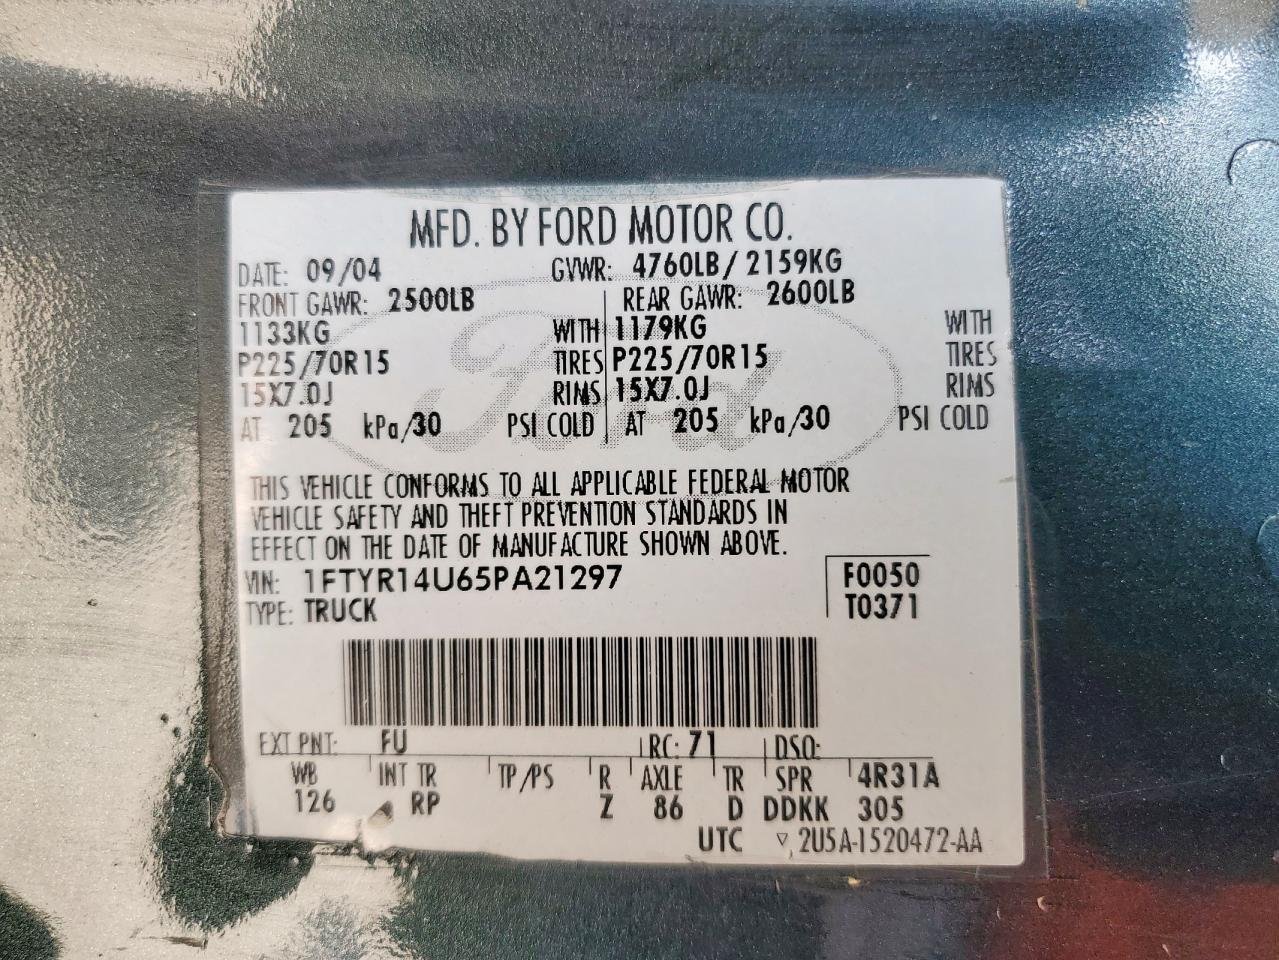 MFD. BY FORD MOTOR CO.
DATE: 09/04 GVWR: 4760LB/ 2159KG
FRONT GAWR: 2500LB REAR GAWR: 2600LB
1133KG WITH 1179KG WITH
P225/70R15 TIRES P225/70R15 TIRES
15X7.0J RIMS 15X7.0J RIMS
AT 205 kPa/30 PSI COLD AT 205 kPa/30 PSI COLD
Ford
THIS VEHICLE CONFORMS TO ALL APPLICABLE FEDERAL MOTOR
VEHICLE SAFETY AND THEFT PREVENTION STANDARDS IN
EFFECT ON THE DATE OF MANUFACTURE SHOWN ABOVE.
VIN: 1FTYR14U65PA21297 F0050
TYPE: TRUCK T0371
EXT PNT: FU RC: 71 DSO:
WB INT TR TP/PS R AXLE TR SPR 4R31A
126 RP Z 86 D DDKK 305
UTC ▽ 2U5A-1520472-AA